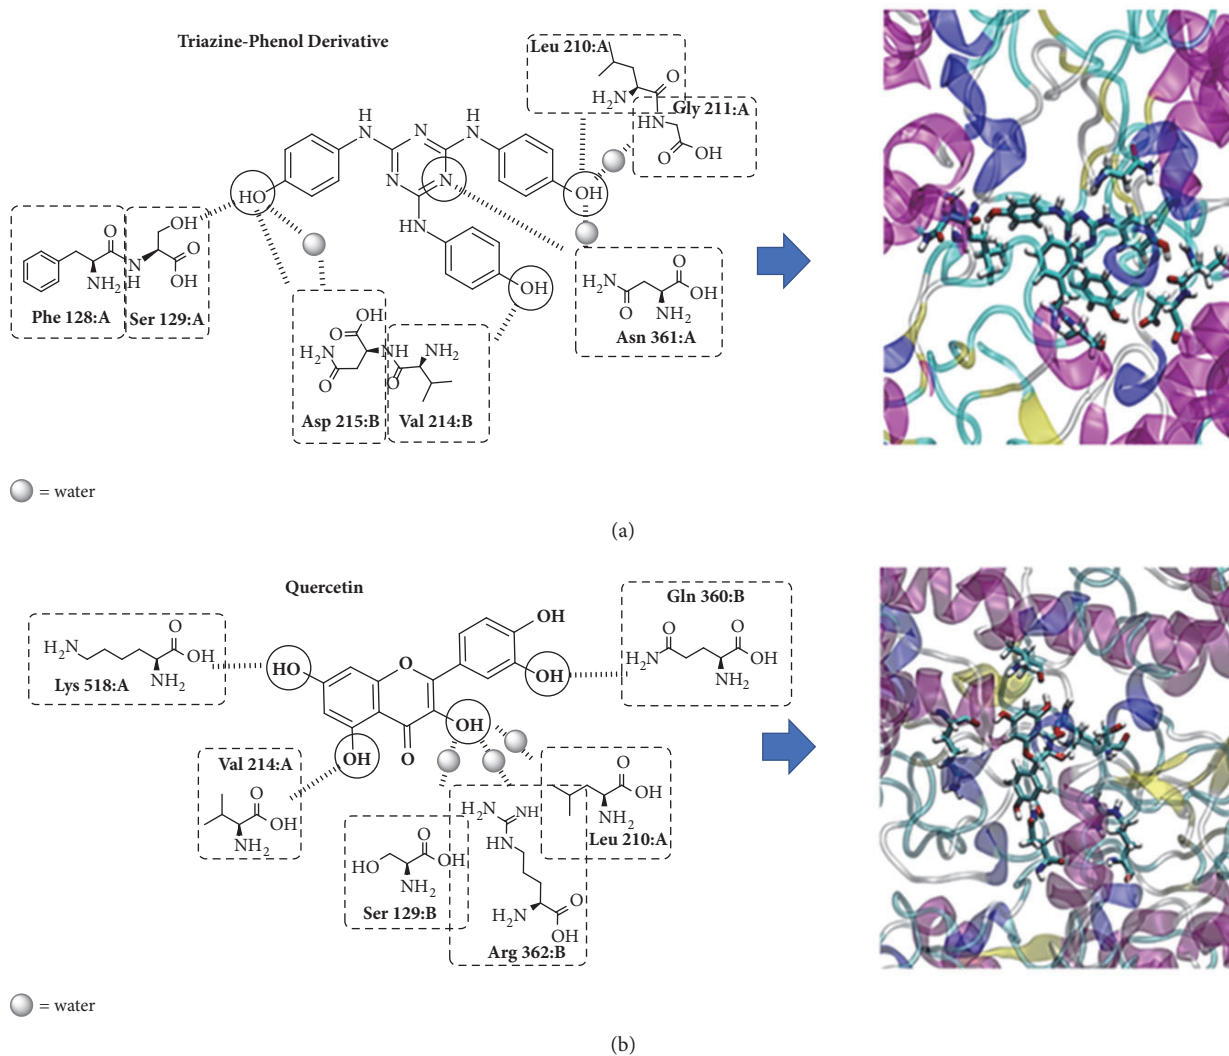 Triazine-Phenol Derivative
Leu 210:A
O
H2N
HN
Gly 211:A
O
OH
H
N
N
H
N
N
N
HO
OH
HN
OH
OH
O
O
N
H
OH
NH2
Phe 128:A
Ser 129:A
H2N
O
OH
O
NH2
Asn 361:A
OH
O
H2N
NH
NH2
O
O
Asp 215:B
Val 214:B
= water
(a)
Quercetin
Gln 360:B
OH
O
H2N
OH
NH2
Lys 518:A
HO
O
OH
O
H2N
O
OH
NH2
OH
OH
O
Val 214:A
O
OH
NH2
O
OH
NH2
Leu 210:A
H2N
NH
HN
O
HO
OH
NH2
Ser 129:B
H2N
O
OH
Arg 362:B
= water
(b)